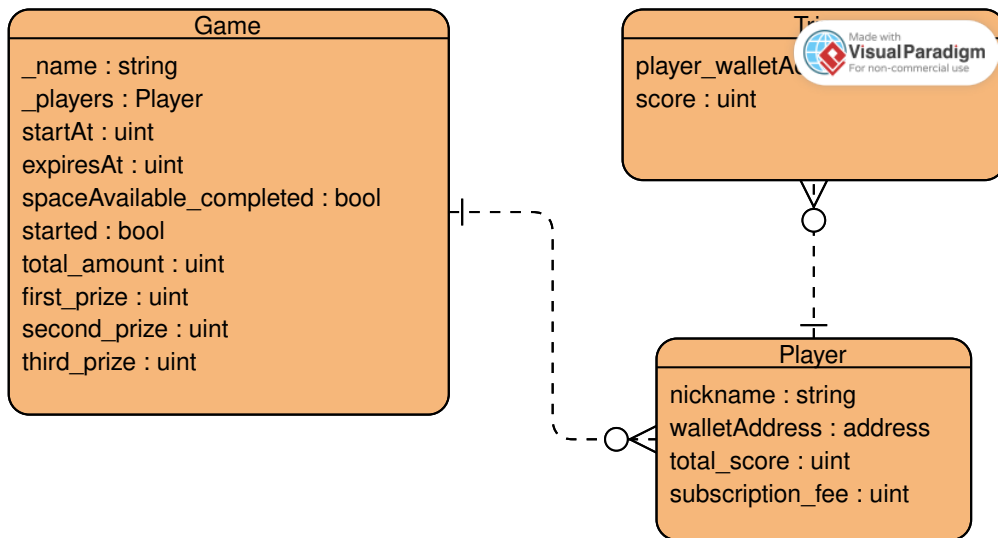 Game
_name : string
_players : Player
startAt : uint
expiresAt : uint
spaceAvailable_completed : bool
started : bool
total_amount : uint
first_prize : uint
second_prize : uint
third_prize : uint
score : uint
Made with
Visual Paradigm
For non-commercial use
Player
nickname : string
walletAddress : address
total_score : uint
subscription_fee : uint